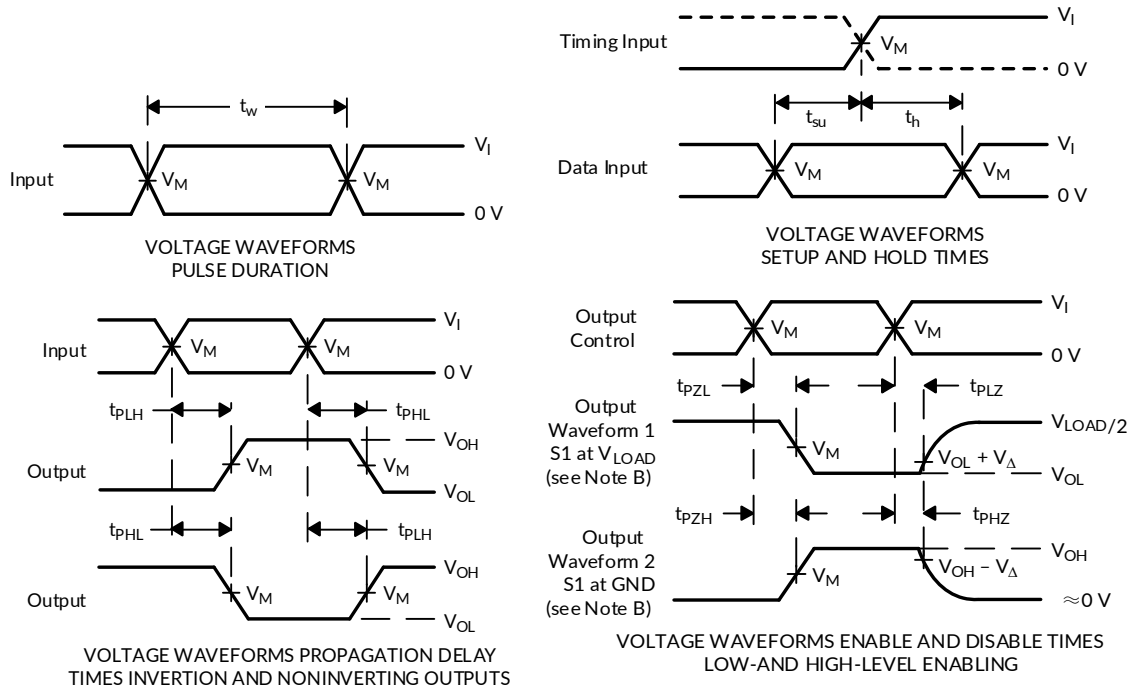 t_w
Input
V_M
V_M
V_I
0 V
VOLTAGE WAVEFORMS
PULSE DURATION
Timing Input
V_M
V_I
0 V
t_su
t_h
Data Input
V_M
V_M
V_I
0 V
VOLTAGE WAVEFORMS
SETUP AND HOLD TIMES
Input
V_M
V_M
V_I
0 V
t_PLH
t_PHL
Output
V_M
V_M
V_OH
V_OL
t_PHL
t_PLH
Output
V_M
V_M
V_OH
V_OL
VOLTAGE WAVEFORMS PROPAGATION DELAY
TIMES INVERTION AND NONINVERTING OUTPUTS
Output
Control
V_M
V_M
V_I
0 V
t_PZL
t_PLZ
Output
Waveform 1
S1 at V_LOAD
(see Note B)
V_M
V_LOAD/2
V_OL + V_Δ
V_OL
t_PZH
t_PHZ
Output
Waveform 2
S1 at GND
(see Note B)
V_M
V_OH
V_OH – V_Δ
≈0 V
VOLTAGE WAVEFORMS ENABLE AND DISABLE TIMES
LOW-AND HIGH-LEVEL ENABLING